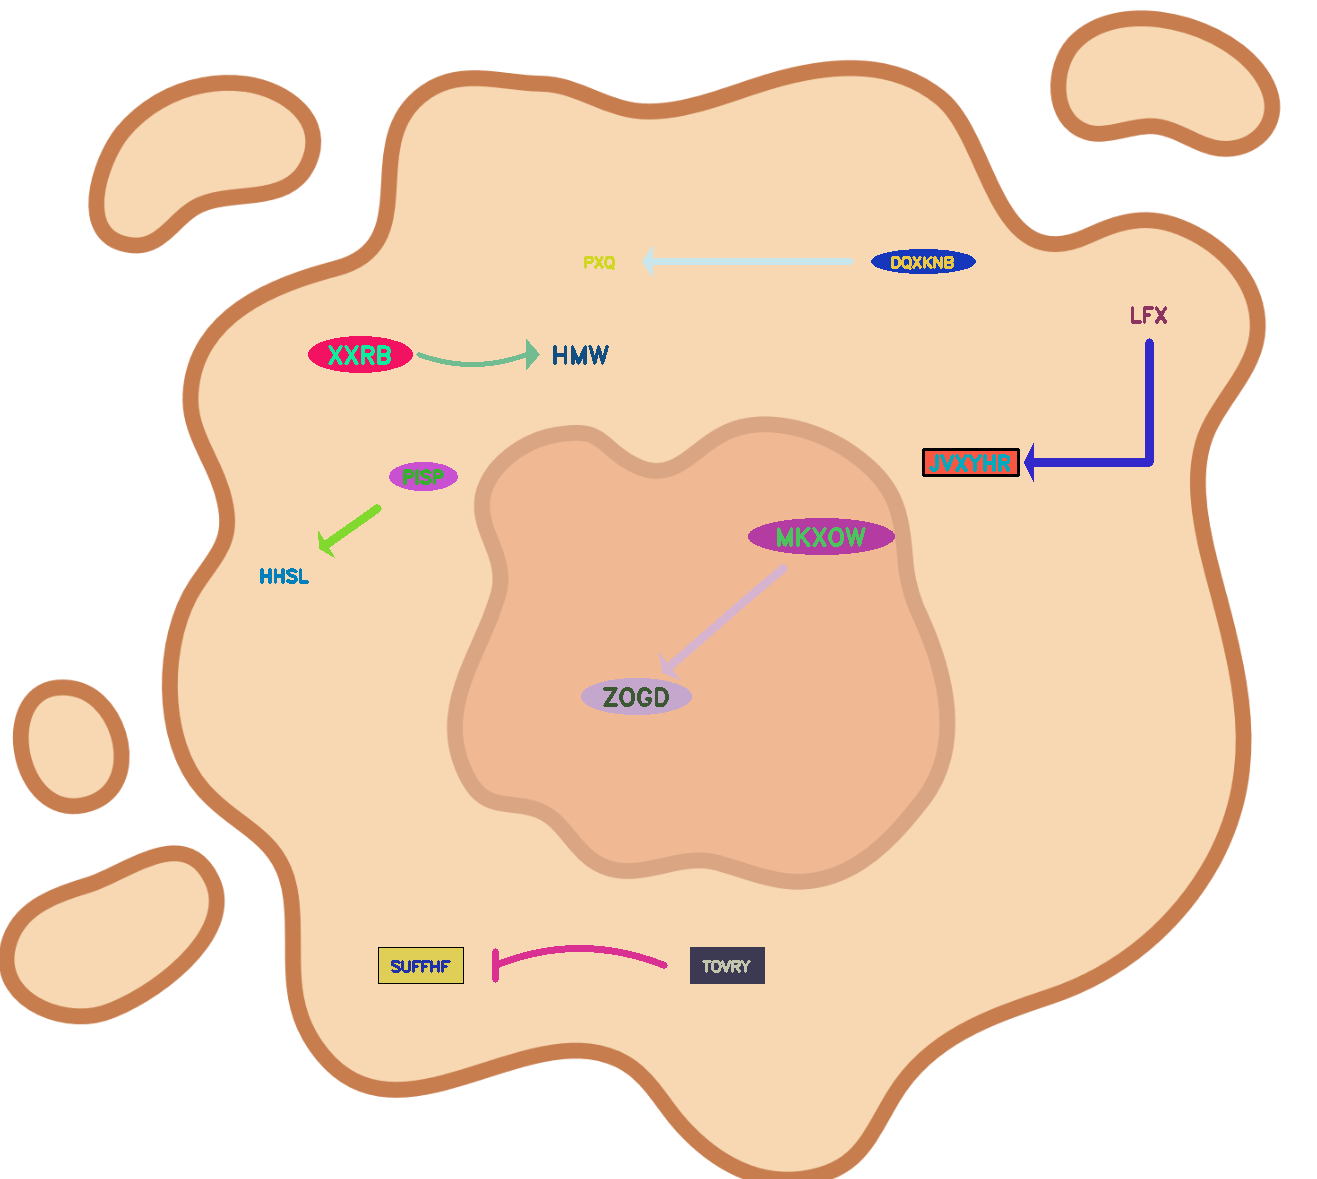 PXQ
DQXKNB
LFX
XXRB
HMW
JVXYHR
PISP
MKXOW
HHSL
ZOGD
SUFFHF
TOVRY